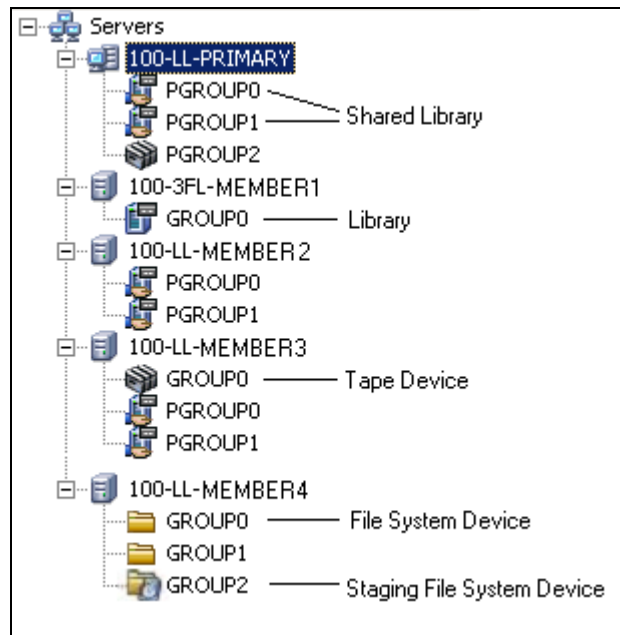 Servers
100-LL-PRIMARY
PGROUP0
PGROUP1
Shared Library
PGROUP2
100-3FL-MEMBER1
GROUP0
Library
100-LL-MEMBER2
PGROUP0
PGROUP1
100-LL-MEMBER3
GROUP0
Tape Device
PGROUP0
PGROUP1
100-LL-MEMBER4
GROUP0
File System Device
GROUP1
GROUP2
Staging File System Device